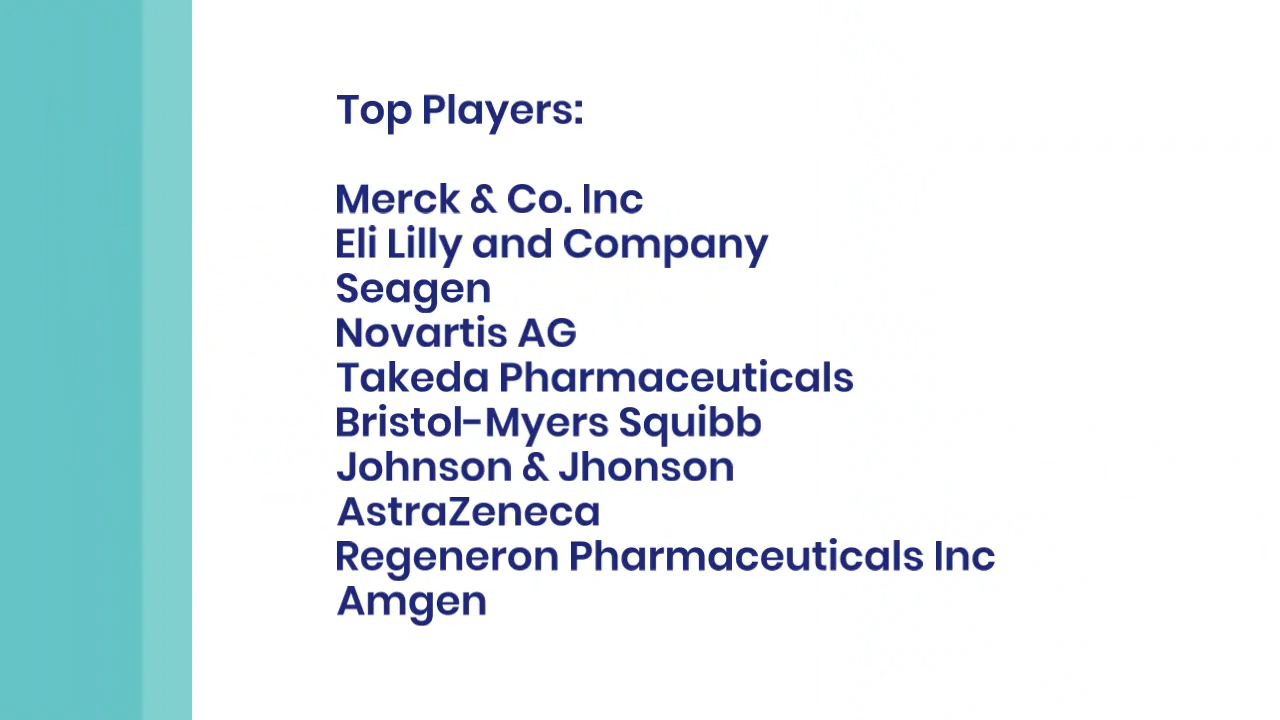 Top Players:
Merck & Co. Inc
Eli Lilly and Company
Seagen
Novartis AG
Takeda Pharmaceuticals
Bristol-Myers Squibb
Johnson & Jhonson
AstraZeneca
Regeneron Pharmaceuticals Inc
Amgen